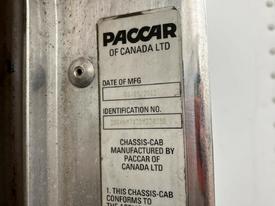 PACCAR
OF CANADA LTD
DATE OF MFG
IDENTIFICATION NO.
CHASSIS-CAB
MANUFACTURED BY
PACCAR OF
CANADA LTD
1. THIS CHASSIS-CAB
CONFORMS TO